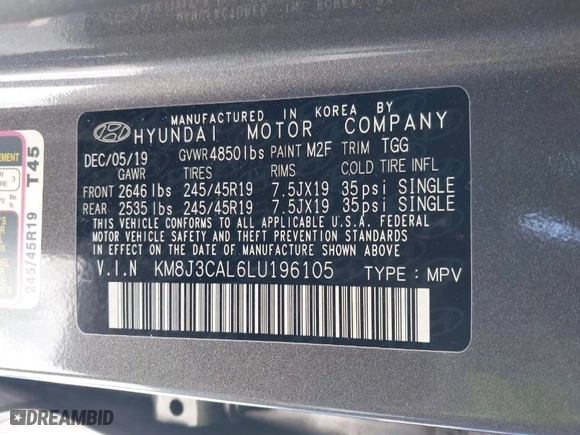 MANUFACTURED IN KOREA BY
HYUNDAI MOTOR COMPANY
DEC/05/19 GVWR 4850lbs PAINT M2F TRIM TGG
GAWR TIRES RIMS COLD TIRE INFL
FRONT 2646 lbs 245/45R19 7.5JX19 35psi SINGLE
REAR 2535 lbs 245/45R19 7.5JX19 35psi SINGLE
THIS VEHICLE CONFORMS TO ALL APPLICABLE U.S.A. FEDERAL
MOTOR VEHICLE SAFETY AND THEFT PREVENTION STANDARDS
IN EFFECT ON THE DATE OF MANUFACTURE SHOWN ABOVE
V.I.N KM8J3CAL6LU196105 TYPE : MPV
T45
245/45R19
DREAMBID